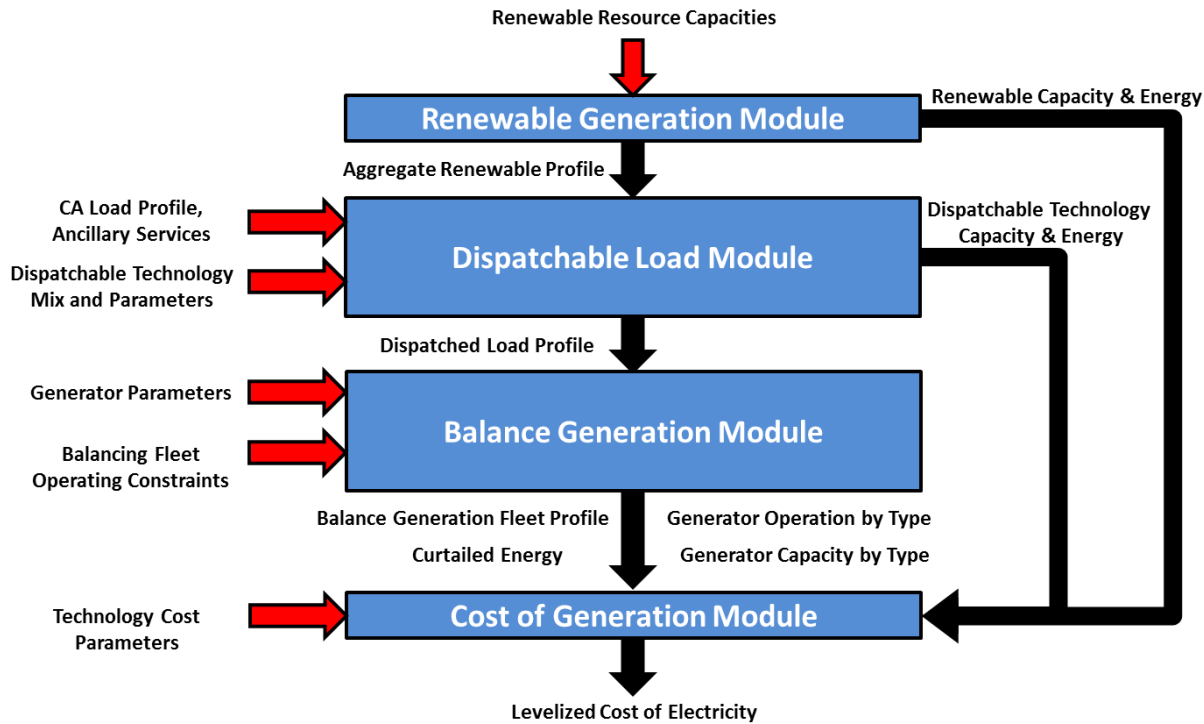 Renewable Resource Capacities
Renewable Generation Module
Renewable Capacity & Energy
Aggregate Renewable Profile
CA Load Profile,
Ancillary Services
Dispatchable Technology
Mix and Parameters
Dispatchable Load Module
Dispatchable Technology
Capacity & Energy
Dispatched Load Profile
Generator Parameters
Balancing Fleet
Operating Constraints
Balance Generation Module
Balance Generation Fleet Profile
Curtailed Energy
Generator Operation by Type
Generator Capacity by Type
Technology Cost
Parameters
Cost of Generation Module
Levelized Cost of Electricity